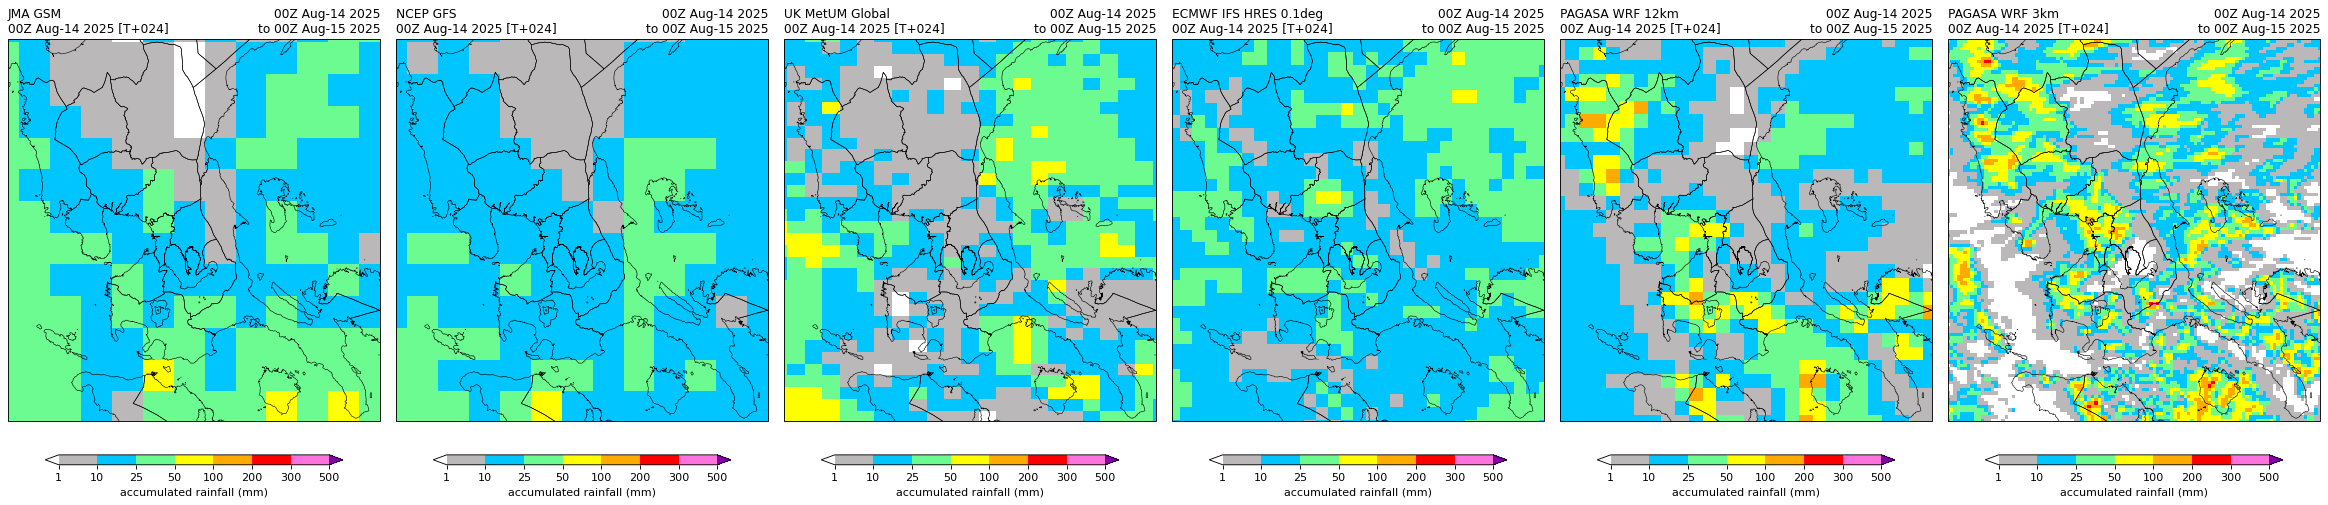 JMA GSM 00Z Aug-14 2025
00Z Aug-14 2025 [T+024] to 00Z Aug-15 2025
1 10 25 50 100 200 300 500
accumulated rainfall (mm)
NCEP GFS 00Z Aug-14 2025
00Z Aug-14 2025 [T+024] to 00Z Aug-15 2025
1 10 25 50 100 200 300 500
accumulated rainfall (mm)
UK MetUM Global 00Z Aug-14 2025
00Z Aug-14 2025 [T+024] to 00Z Aug-15 2025
1 10 25 50 100 200 300 500
accumulated rainfall (mm)
ECMWF IFS HRES 0.1deg 00Z Aug-14 2025
00Z Aug-14 2025 [T+024] to 00Z Aug-15 2025
1 10 25 50 100 200 300 500
accumulated rainfall (mm)
PAGASA WRF 12km 00Z Aug-14 2025
00Z Aug-14 2025 [T+024] to 00Z Aug-15 2025
1 10 25 50 100 200 300 500
accumulated rainfall (mm)
PAGASA WRF 3km 00Z Aug-14 2025
00Z Aug-14 2025 [T+024] to 00Z Aug-15 2025
1 10 25 50 100 200 300 500
accumulated rainfall (mm)